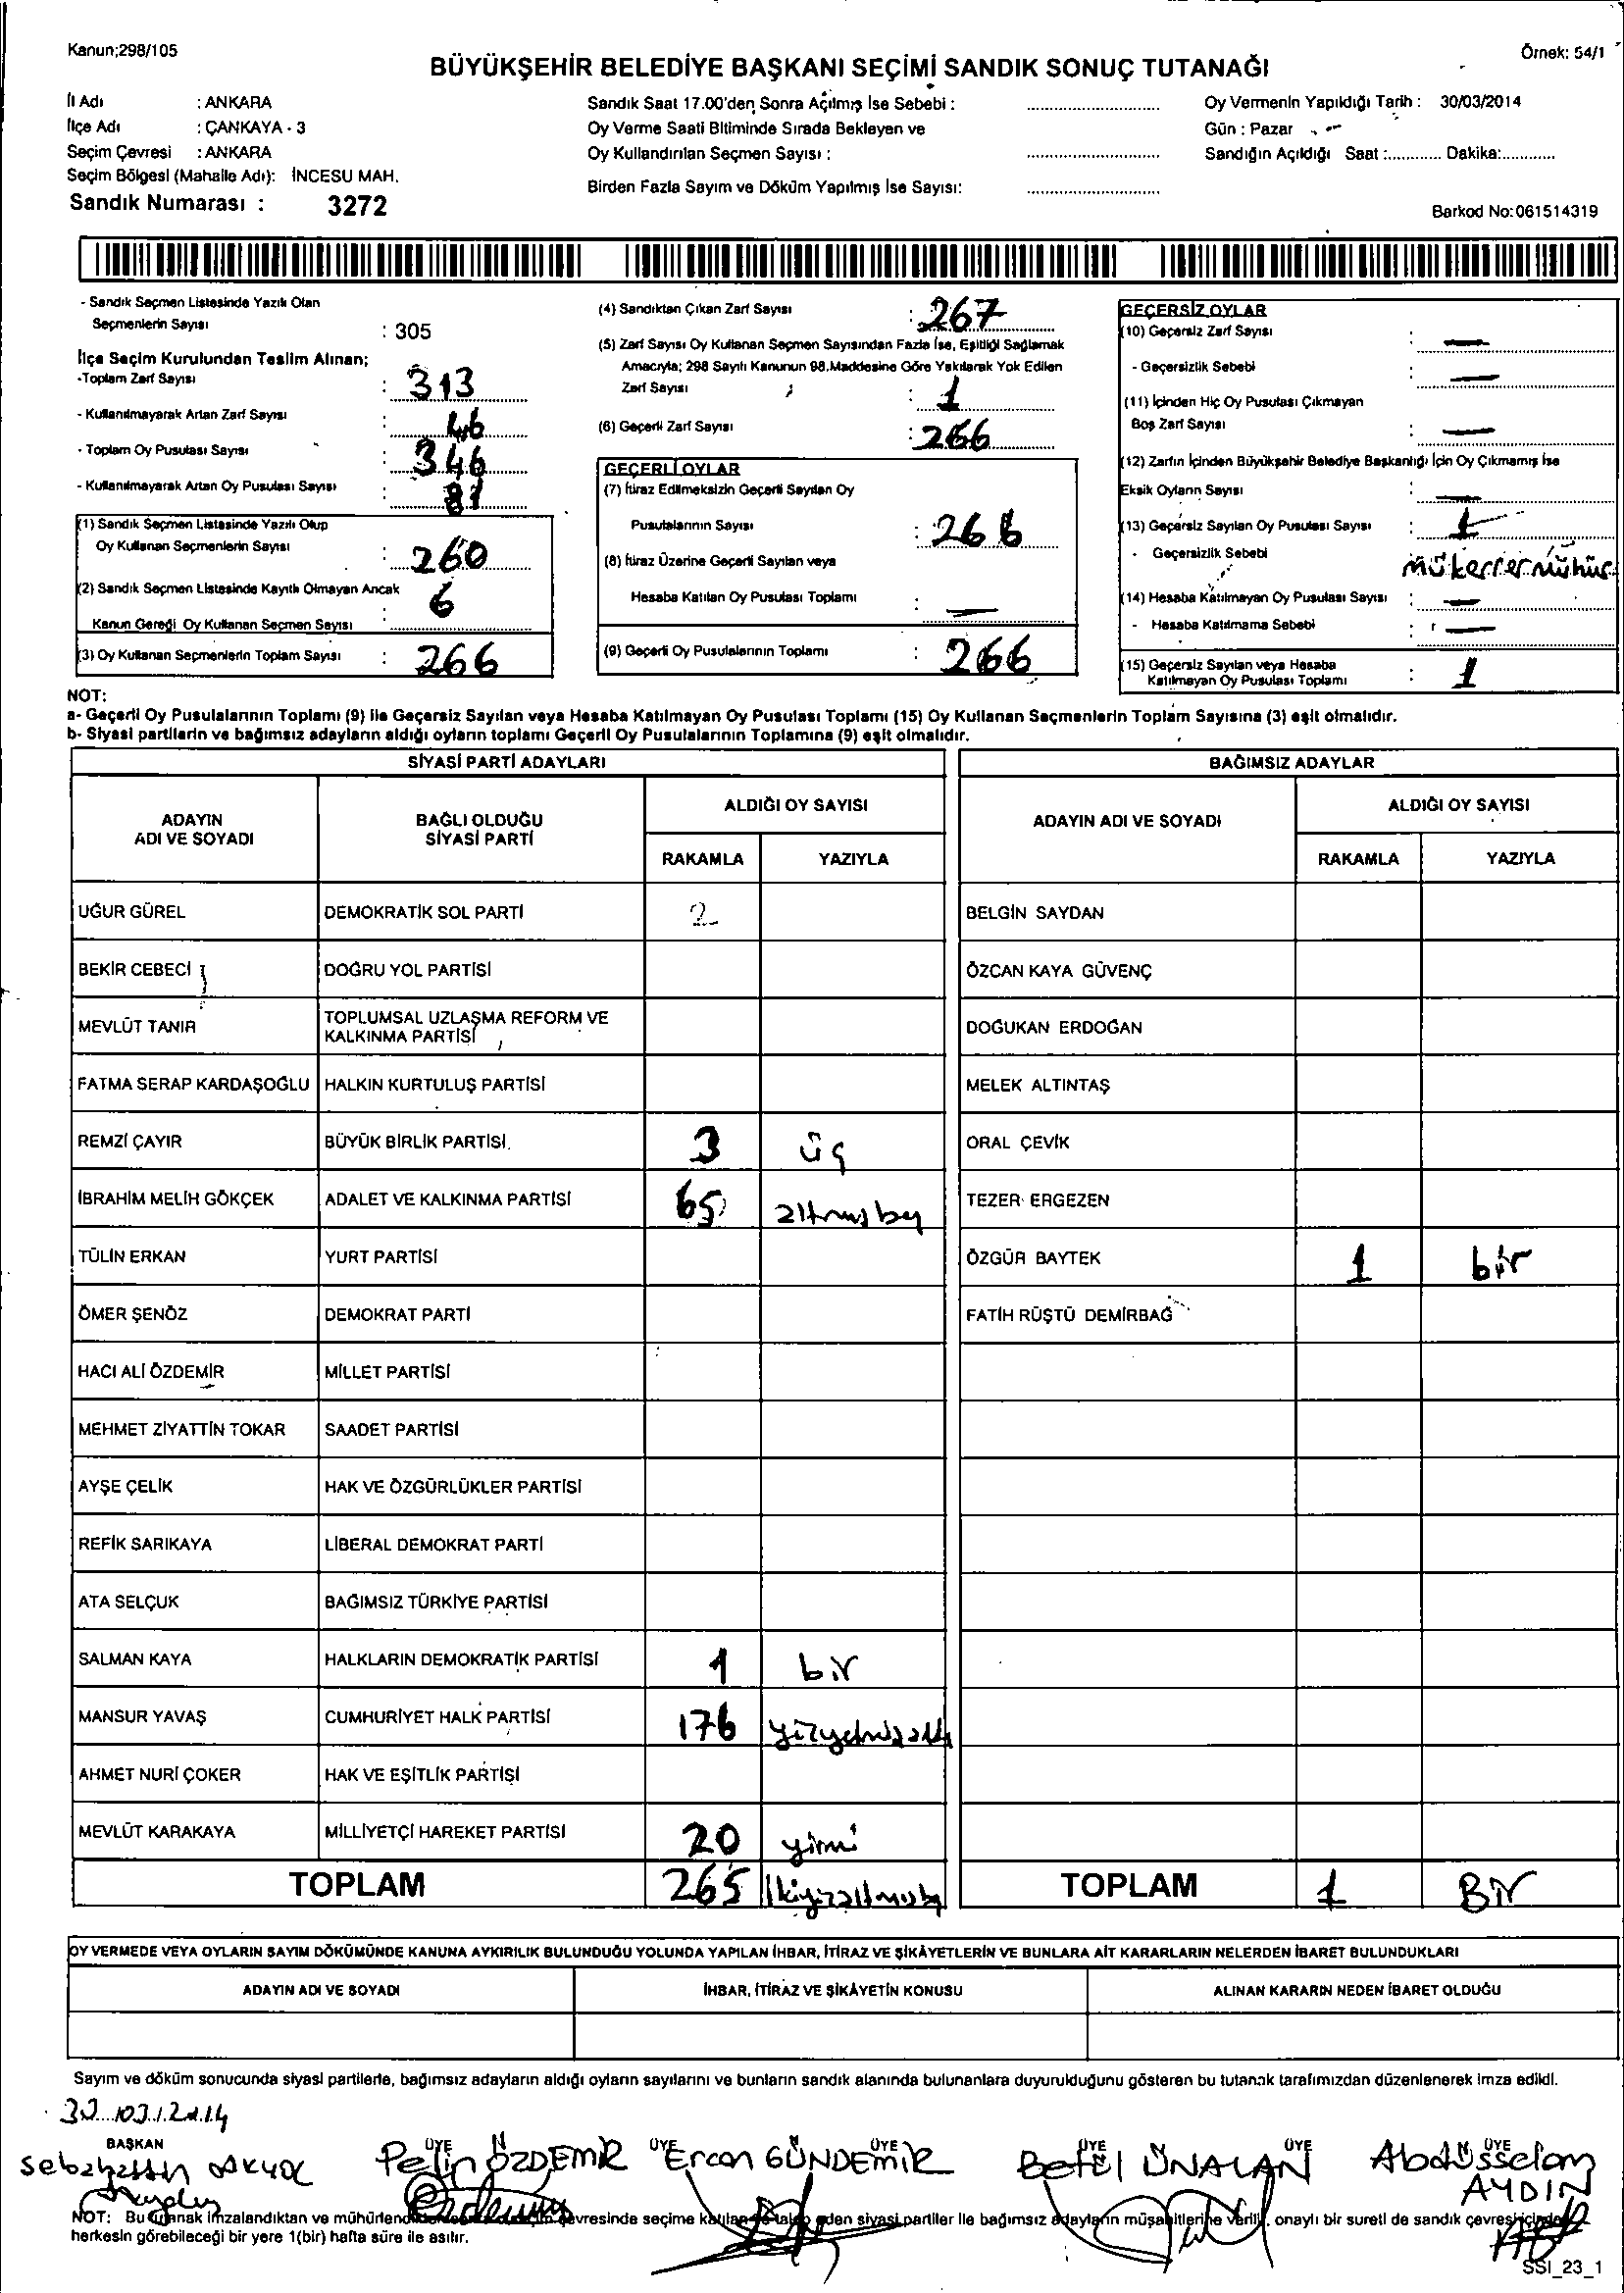 Kanun;298/105
Örnek: 54/1
BÜYÜKŞEHİR BELEDİYE BAŞKANI SEÇİMİ SANDIK SONUÇ TUTANAĞI
İl Adı : ANKARA
İlçe Adı : ÇANKAYA - 3
Seçim Çevresi : ANKARA
Seçim Bölgesi (Mahalle Adı): İNCESU MAH.
Sandık Numarası : 3272
Sandık Saat 17.00'den Sonra Açılmış İse Sebebi :
Oy Verme Saati Bitiminde Sırada Bekleyen ve
Oy Kullandırılan Seçmen Sayısı :
Birden Fazla Sayım ve Döküm Yapılmış İse Sayısı:
Oy Vermenin Yapıldığı Tarih : 30/03/2014
Gün : Pazar
Sandığın Açıldığı Saat :............ Dakika:............
Barkod No:061514319
- Sandık Seçmen Listesinde Yazılı Olan
Seçmenlerin Sayısı : 305
İlçe Seçim Kurulundan Teslim Alınan;
-Toplam Zarf Sayısı : 313
- Kullanılmayarak Artan Zarf Sayısı : 46
- Toplam Oy Pusulası Sayısı : 346
- Kullanılmayarak Artan Oy Pusulası Sayısı :
(1) Sandık Seçmen Listesinde Yazılı Olup
Oy Kullanan Seçmenlerin Sayısı : 260
(2) Sandık Seçmen Listesinde Kayıtlı Olmayan Ancak
Kanun Gereği Oy Kullanan Seçmen Sayısı : 6
(3) Oy Kullanan Seçmenlerin Toplam Sayısı : 266
(4) Sandıktan Çıkan Zarf Sayısı : 267
(5) Zarf Sayısı Oy Kullanan Seçmen Sayısından Fazla İse, Eşitliği Sağlamak
Amacıyla; 298 Sayılı Kanunun 98.Maddesine Göre Yakılarak Yok Edilen
Zarf Sayısı : 1
(6) Geçerli Zarf Sayısı : 266
GEÇERLİ OYLAR
(7) İtiraz Edilmeksizin Geçerli Sayılan Oy
Pusulalarının Sayısı : 266
(8) İtiraz Üzerine Geçerli Sayılan veya
Hesaba Katılan Oy Pusulası Toplamı : —
(9) Geçerli Oy Pusulalarının Toplamı : 266
GEÇERSİZ OYLAR
(10) Geçersiz Zarf Sayısı : —
- Geçersizlik Sebebi : —
(11) İçinden Hiç Oy Pusulası Çıkmayan
Boş Zarf Sayısı : —
(12) Zarfın İçinden Büyükşehir Belediye Başkanlığı İçin Oy Çıkmamış İse
Eksik Oyların Sayısı : —
(13) Geçersiz Sayılan Oy Pusulası Sayısı : 1
- Geçersizlik Sebebi mükerrer mühür
(14) Hesaba Katılmayan Oy Pusulası Sayısı : —
- Hesaba Katılmama Sebebi : —
(15) Geçersiz Sayılan veya Hesaba
Katılmayan Oy Pusulası Toplamı : 1
NOT:
a- Geçerli Oy Pusulalarının Toplamı (9) ile Geçersiz Sayılan veya Hesaba Katılmayan Oy Pusulası Toplamı (15) Oy Kullanan Seçmenlerin Toplam Sayısına (3) eşit olmalıdır.
b- Siyasi partilerin ve bağımsız adayların aldığı oyların toplamı Geçerli Oy Pusulalarının Toplamına (9) eşit olmalıdır.
SİYASİ PARTİ ADAYLARI
ADAYIN
ADI VE SOYADI
BAĞLI OLDUĞU
SİYASİ PARTİ
ALDIĞI OY SAYISI
RAKAMLA YAZIYLA
UĞUR GÜREL DEMOKRATİK SOL PARTİ 2
BEKİR CEBECİ DOĞRU YOL PARTİSİ
MEVLÜT TANIR TOPLUMSAL UZLAŞMA REFORM VE
KALKINMA PARTİSİ
FATMA SERAP KARDAŞOĞLU HALKIN KURTULUŞ PARTİSİ
REMZİ ÇAYIR BÜYÜK BİRLİK PARTİSİ 3 üç
İBRAHİM MELİH GÖKÇEK ADALET VE KALKINMA PARTİSİ 65 altmışbeş
TÜLİN ERKAN YURT PARTİSİ
ÖMER ŞENÖZ DEMOKRAT PARTİ
HACI ALİ ÖZDEMİR MİLLET PARTİSİ
MEHMET ZİYATTİN TOKAR SAADET PARTİSİ
AYŞE ÇELİK HAK VE ÖZGÜRLÜKLER PARTİSİ
REFİK SARIKAYA LİBERAL DEMOKRAT PARTİ
ATA SELÇUK BAĞIMSIZ TÜRKİYE PARTİSİ
SALMAN KAYA HALKLARIN DEMOKRATİK PARTİSİ 1 bir
MANSUR YAVAŞ CUMHURİYET HALK PARTİSİ 176 yüzyetmişaltı
AHMET NURİ ÇOKER HAK VE EŞİTLİK PARTİSİ
MEVLÜT KARAKAYA MİLLİYETÇİ HAREKET PARTİSİ 20 yirmi
TOPLAM 265 ikiyüzaltmışbeş
BAĞIMSIZ ADAYLAR
ADAYIN ADI VE SOYADI
ALDIĞI OY SAYISI
RAKAMLA YAZIYLA
BELGİN SAYDAN
ÖZCAN KAYA GÜVENÇ
DOĞUKAN ERDOĞAN
MELEK ALTINTAŞ
ORAL ÇEVİK
TEZER ERGEZEN
ÖZGÜR BAYTEK 1 bir
FATİH RÜŞTÜ DEMİRBAĞ
TOPLAM 1 BİR
OY VERMEDE VEYA OYLARIN SAYIM DÖKÜMÜNDE KANUNA AYKIRILIK BULUNDUĞU YOLUNDA YAPILAN İHBAR, İTİRAZ VE ŞİKÂYETLERİN VE BUNLARA AİT KARARLARIN NELERDEN İBARET BULUNDUKLARI
ADAYIN ADI VE SOYADI İHBAR, İTİRAZ VE ŞİKÂYETİN KONUSU ALINAN KARARIN NEDEN İBARET OLDUĞU
Sayım ve döküm sonucunda siyasi partilerle, bağımsız adayların aldığı oyların sayılarını ve bunların sandık alanında bulunanlara duyurulduğunu gösteren bu tutanak tarafımızdan düzenlenerek imza edildi.
30/03/2014
BAŞKAN ÜYE ÜYE ÜYE ÜYE ÜYE ÜYE
Sebahattin AKYOL Pelin ÖZDEMİR Ercan GÜNDEMİR Betül ÜNALAN Abdüsselam
AYDIN
NOT: Bu tutanak imzalandıktan ve mühürlendikten çevresinde seçime katılan eden siyasi partiler ile bağımsız adayların müşahitlerine verilir, onaylı bir sureti de sandık çevresi içinde
herkesin görebileceği bir yere 1(bir) hafta süre ile asılır.
SSI_23_1